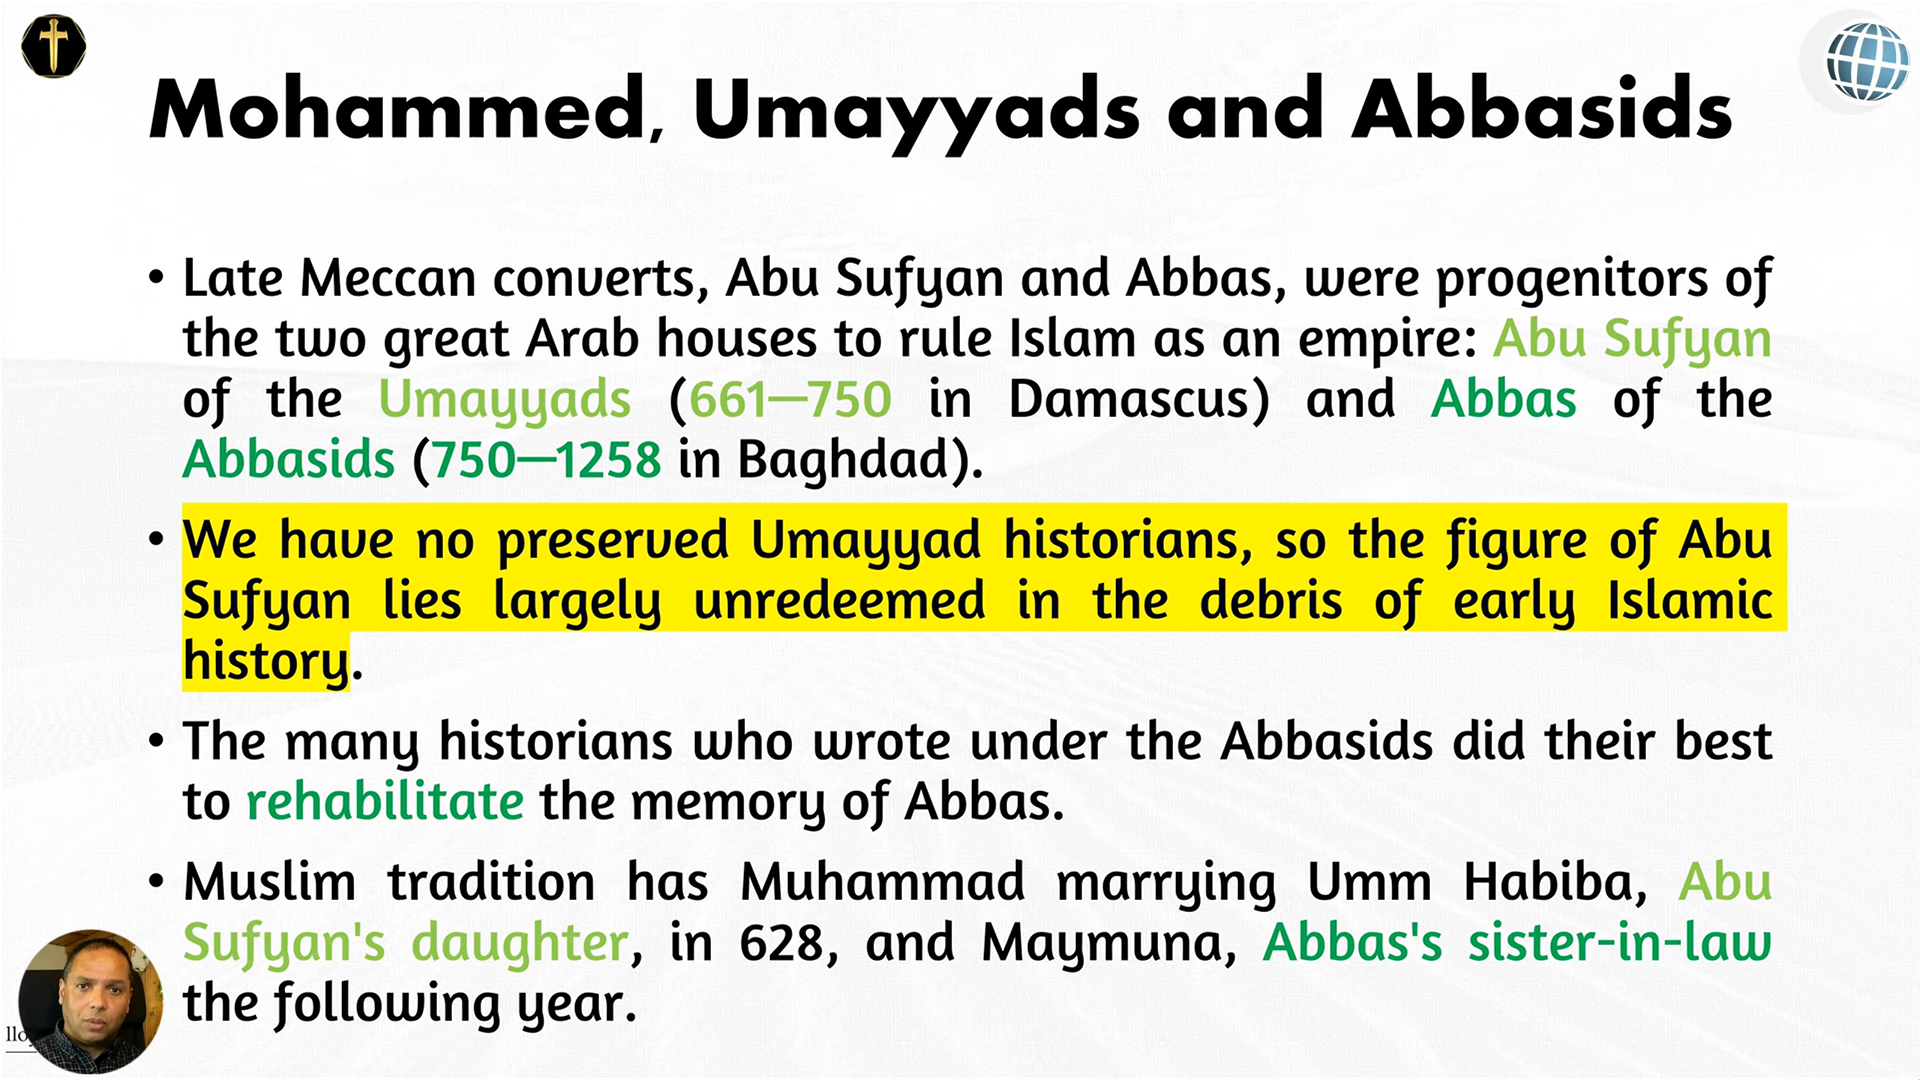 Mohammed, Umayyads and Abbasids
• Late Meccan converts, Abu Sufyan and Abbas, were progenitors of
the two great Arab houses to rule Islam as an empire: Abu Sufyan
of the Umayyads (661—750 in Damascus) and Abbas of the
Abbasids (750—1258 in Baghdad).
• We have no preserved Umayyad historians, so the figure of Abu
Sufyan lies largely unredeemed in the debris of early Islamic
history.
• The many historians who wrote under the Abbasids did their best
to rehabilitate the memory of Abbas.
• Muslim tradition has Muhammad marrying Umm Habiba, Abu
Sufyan's daughter, in 628, and Maymuna, Abbas's sister-in-law
the following year.